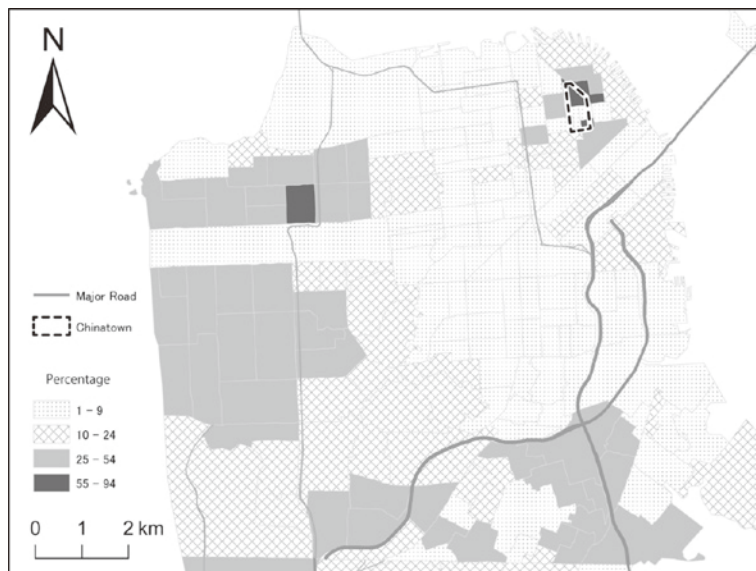 N
Major Road
Chinatown
Percentage
1 – 9
10 – 24
25 – 54
55 – 94
0 1 2 km